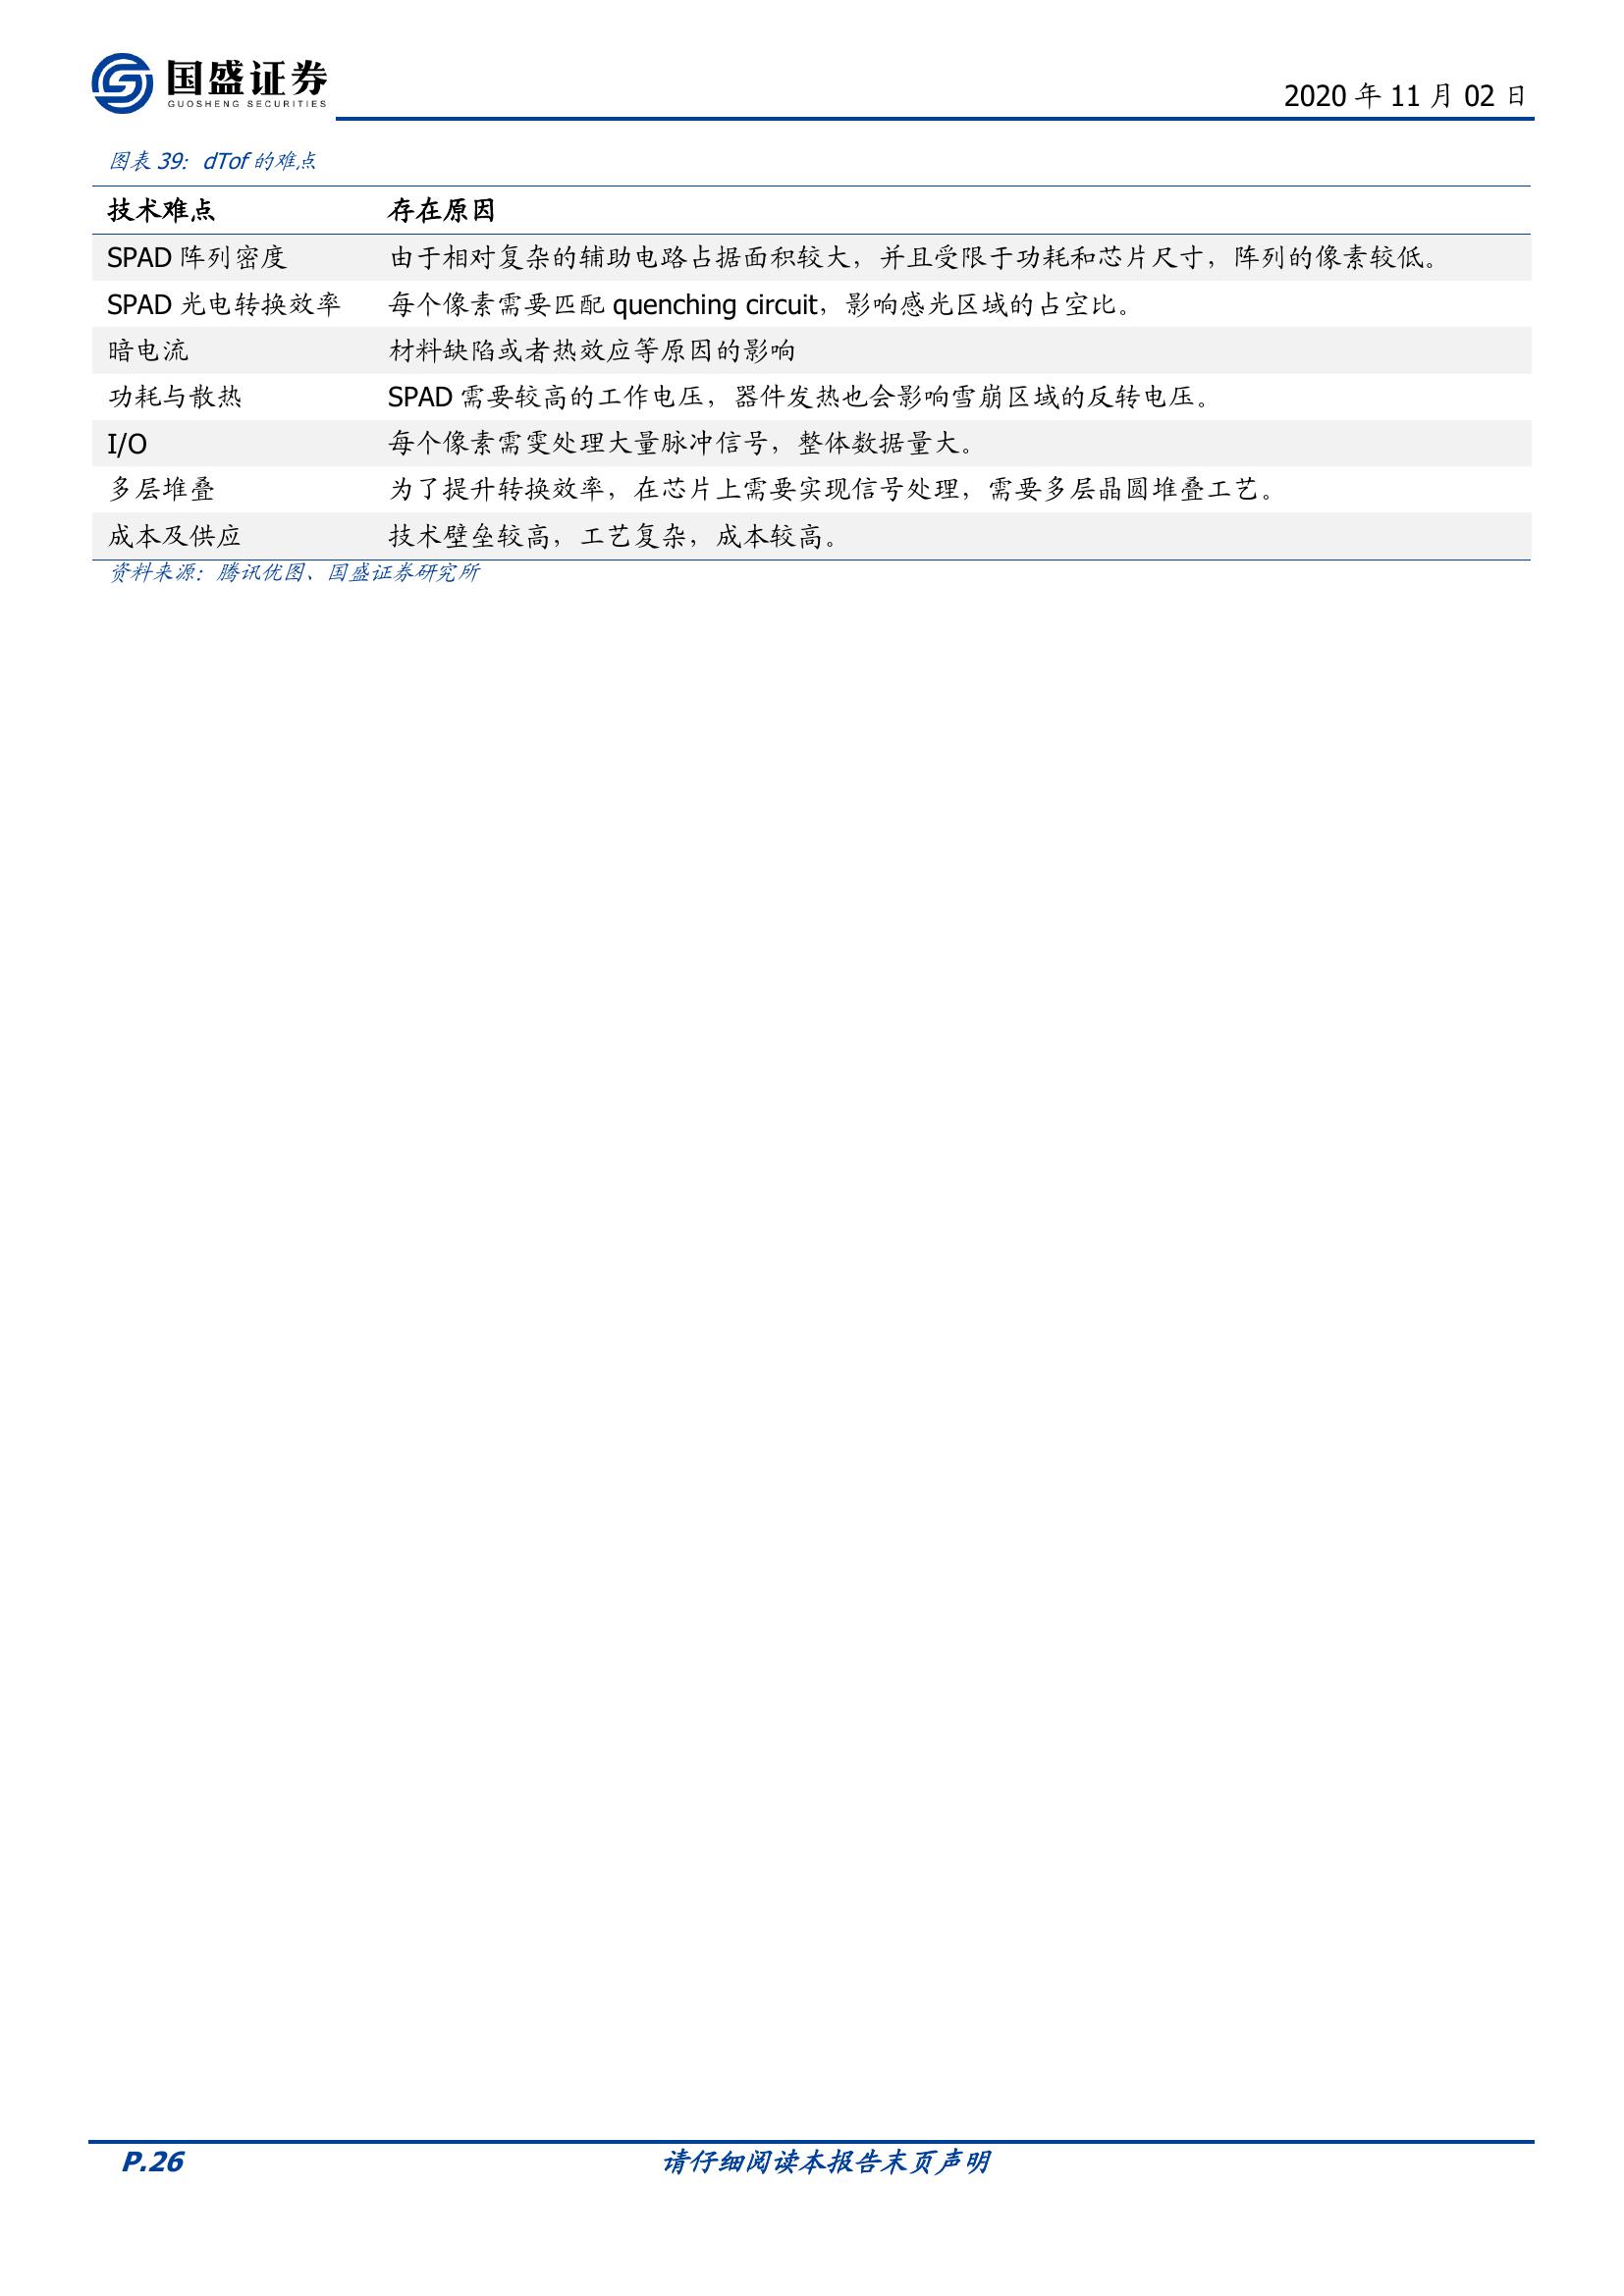 国盛证券
GUOSHENG SECURITIES
2020 年 11 月 02 日
图表 39：dTof 的难点
技术难点 存在原因
SPAD 阵列密度 由于相对复杂的辅助电路占据面积较大，并且受限于功耗和芯片尺寸，阵列的像素较低。
SPAD 光电转换效率 每个像素需要匹配 quenching circuit，影响感光区域的占空比。
暗电流 材料缺陷或者热效应等原因的影响
功耗与散热 SPAD 需要较高的工作电压，器件发热也会影响雪崩区域的反转电压。
I/O 每个像素需雯处理大量脉冲信号，整体数据量大。
多层堆叠 为了提升转换效率，在芯片上需要实现信号处理，需要多层晶圆堆叠工艺。
成本及供应 技术壁垒较高，工艺复杂，成本较高。
资料来源：腾讯优图、国盛证券研究所
P.26 请仔细阅读本报告末页声明